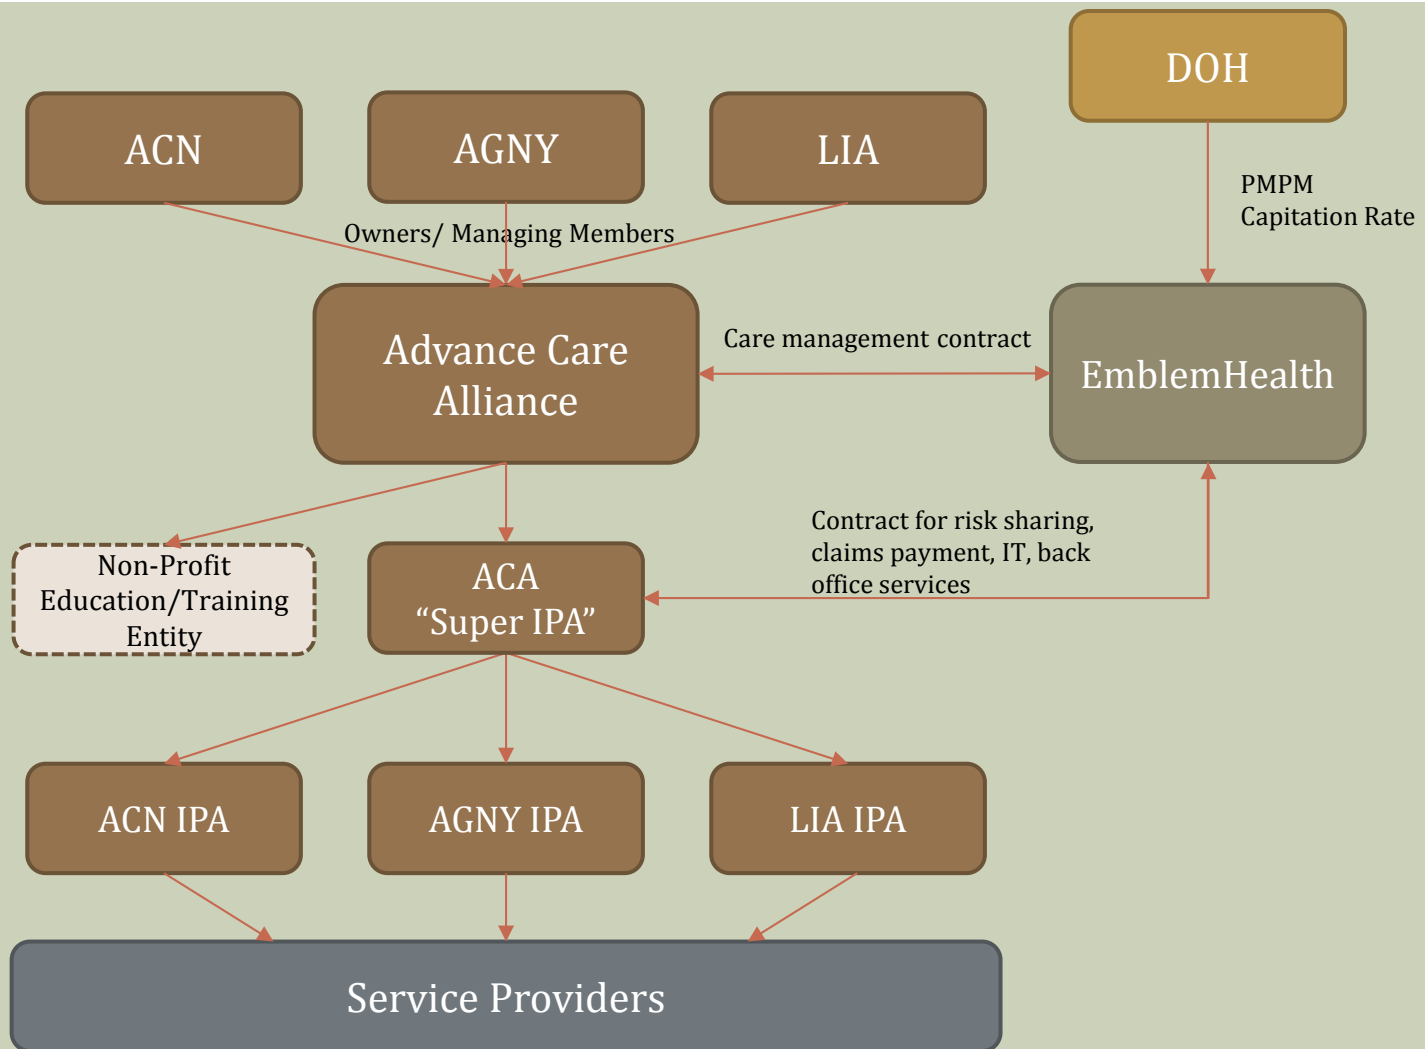 DOH
ACN
AGNY
LIA
PMPM
Capitation Rate
Owners/ Managing Members
Advance Care
Alliance
Care management contract
EmblemHealth
Contract for risk sharing,
claims payment, IT, back
office services
Non-Profit
Education/Training
Entity
ACA
“Super IPA”
ACN IPA
AGNY IPA
LIA IPA
Service Providers